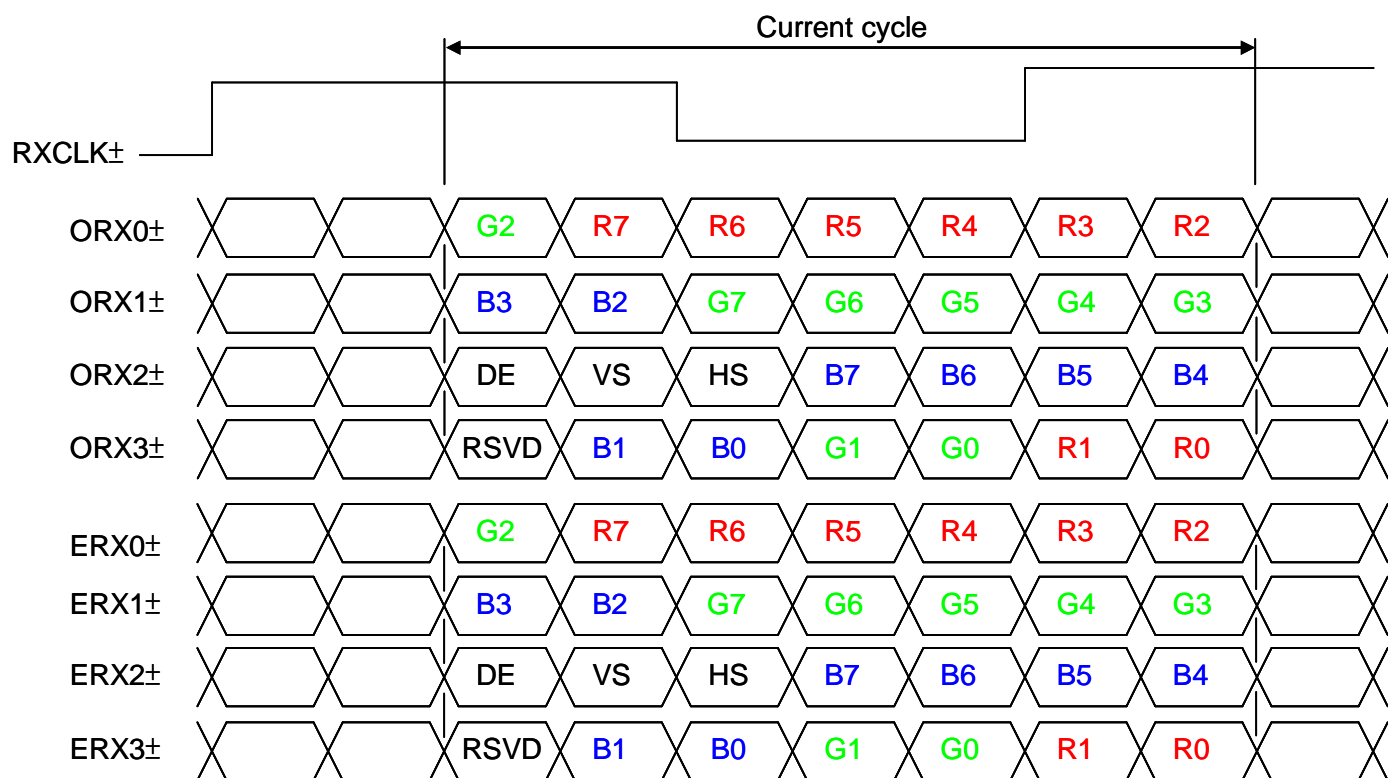 Current cycle
RXCLK±
ORX0± G2 R7 R6 R5 R4 R3 R2
ORX1± B3 B2 G7 G6 G5 G4 G3
ORX2± DE VS HS B7 B6 B5 B4
ORX3± RSVD B1 B0 G1 G0 R1 R0
ERX0± G2 R7 R6 R5 R4 R3 R2
ERX1± B3 B2 G7 G6 G5 G4 G3
ERX2± DE VS HS B7 B6 B5 B4
ERX3± RSVD B1 B0 G1 G0 R1 R0